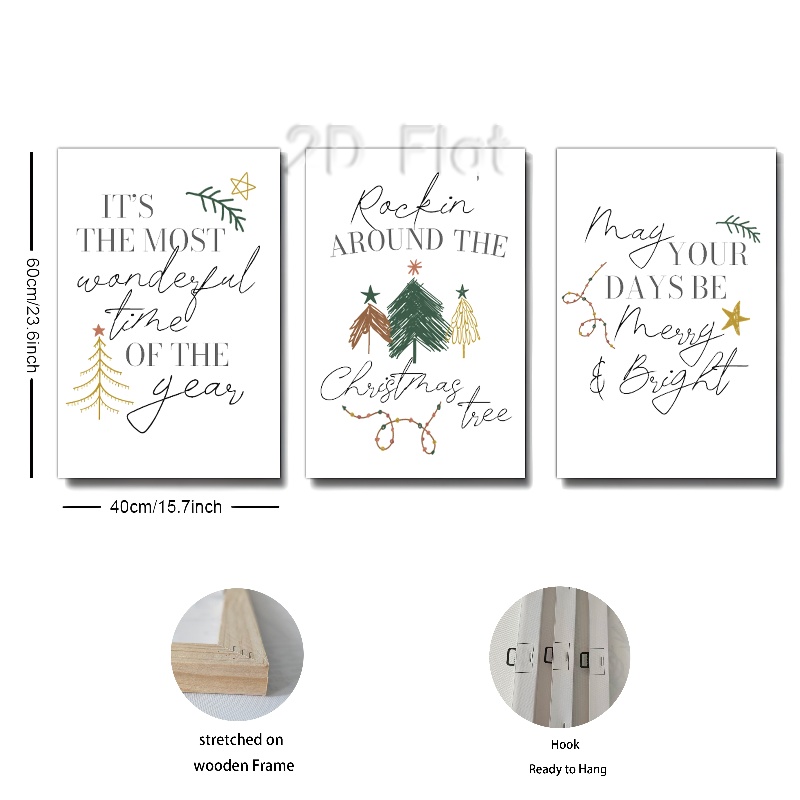 2D Flat
IT'S
THE MOST
wonderful
time
OF THE
year
Rockin'
AROUND THE
Christmas
tree
May
YOUR
DAYS BE
Merry
& Bright
60cm/23.6inch
40cm/15.7inch
stretched on
wooden Frame
Hook
Ready to Hang